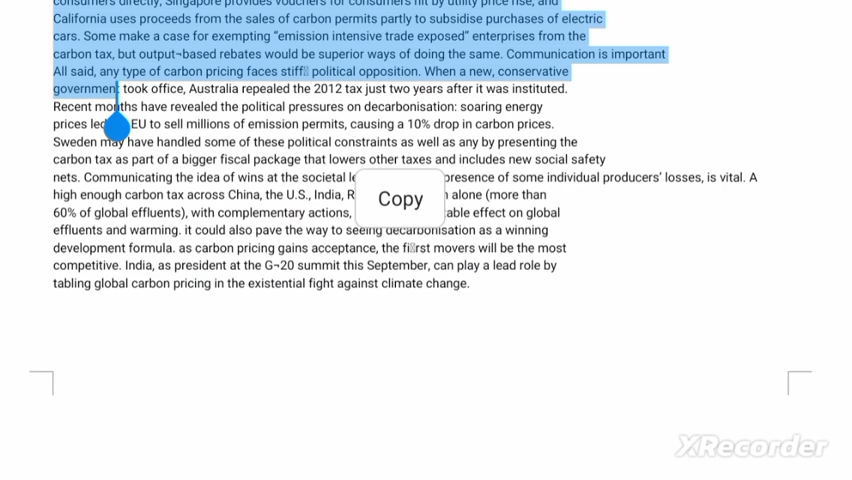 consumers directly, Singapore provides vouchers for consumers hit by utility price rise, and
California uses proceeds from the sales of carbon permits partly to subsidise purchases of electric
cars. Some make a case for exempting “emission intensive trade exposed” enterprises from the
carbon tax, but output¬based rebates would be superior ways of doing the same. Communication is important
All said, any type of carbon pricing faces stiff political opposition. When a new, conservative
government took office, Australia repealed the 2012 tax just two years after it was instituted.
Recent months have revealed the political pressures on decarbonisation: soaring energy
prices led EU to sell millions of emission permits, causing a 10% drop in carbon prices.
Sweden may have handled some of these political constraints as well as any by presenting the
carbon tax as part of a bigger fiscal package that lowers other taxes and includes new social safety
nets. Communicating the idea of wins at the societal presence of some individual producers’ losses, is vital. A
high enough carbon tax across China, the U.S., India, alone (more than
60% of global effluents), with complementary actions, able effect on global
effluents and warming. it could also pave the way to seeing decarbonisation as a winning
development formula. as carbon pricing gains acceptance, the first movers will be the most
competitive. India, as president at the G¬20 summit this September, can play a lead role by
tabling global carbon pricing in the existential fight against climate change.
Copy
XRecorder